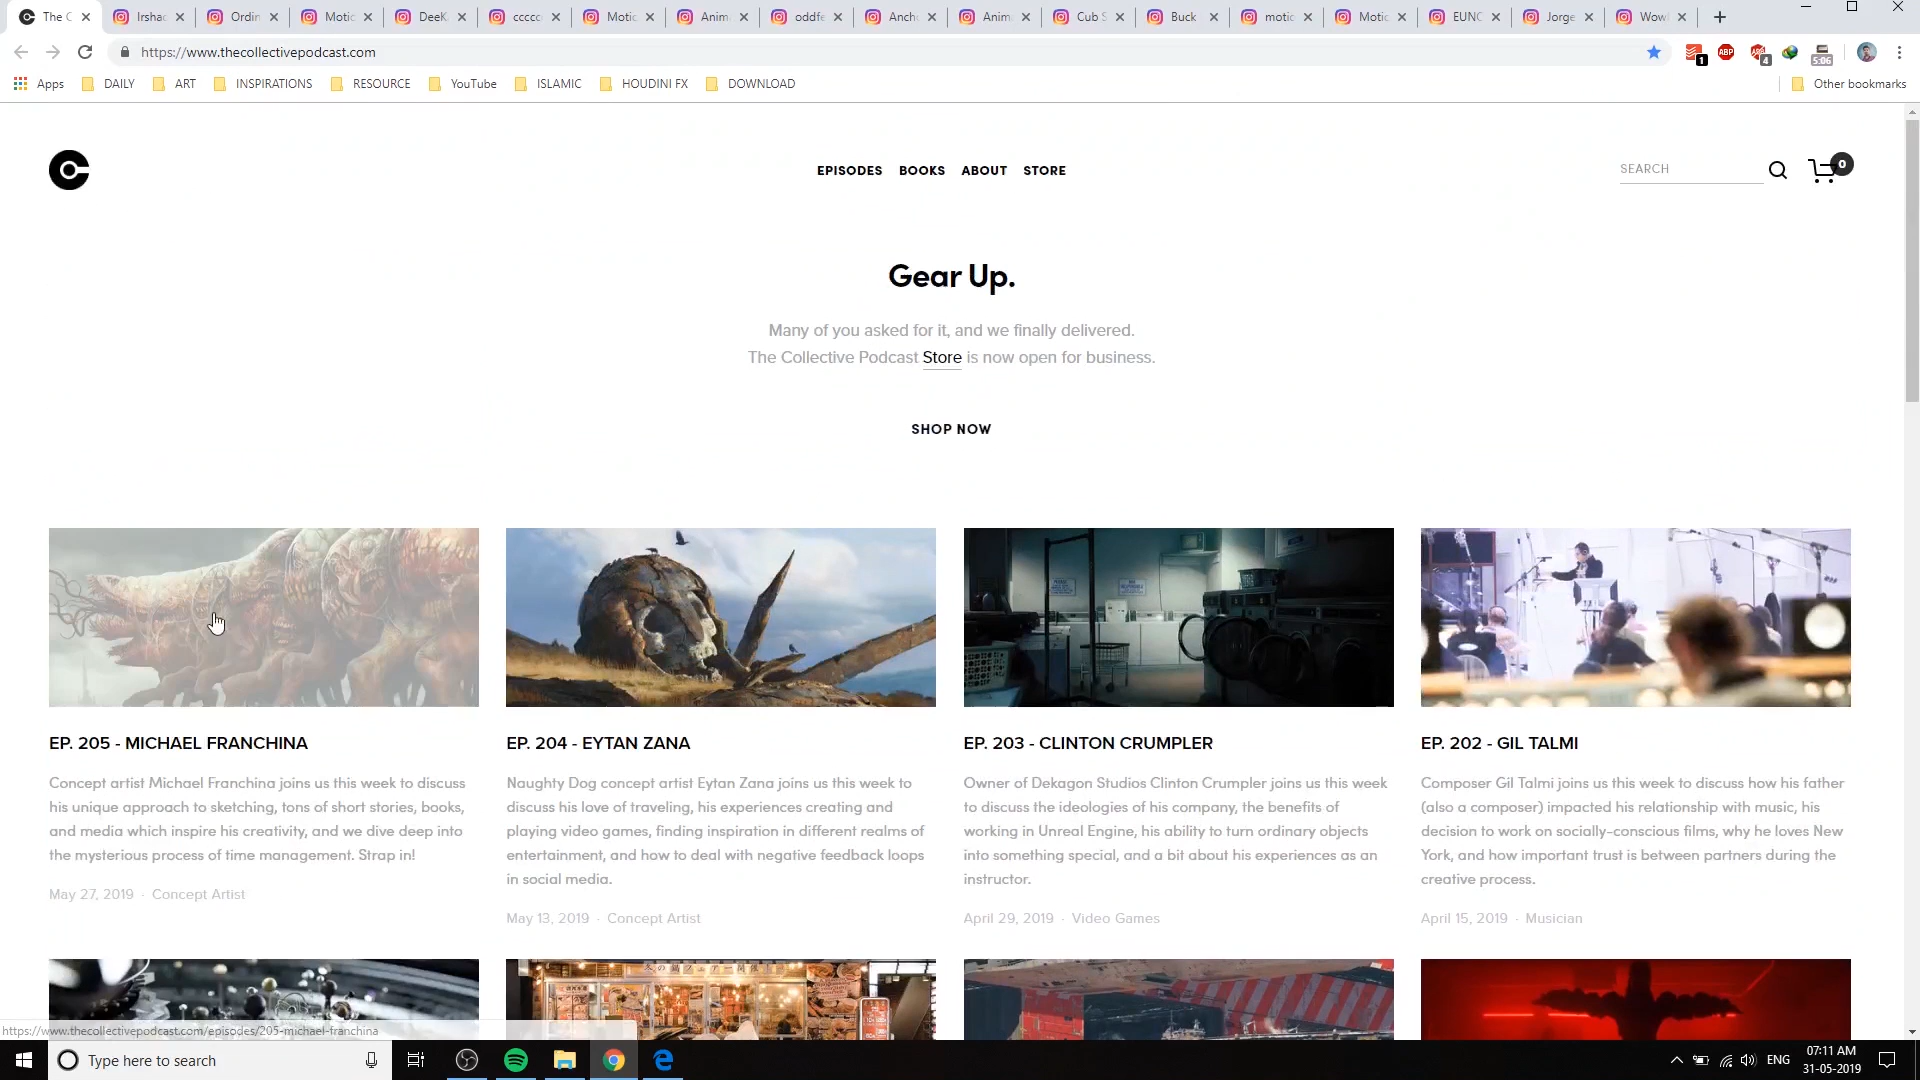 The C
Irshad
Ordin
Motic
DeeK
ccccc
Motic
Anim
oddfe
Anch
Anim
Cub S
Buck
motic
Motic
EUNC
Jorge
Wow
https://www.thecollectivepodcast.com
1
ABP
4
5:06
Apps
DAILY
ART
INSPIRATIONS
RESOURCE
YouTube
ISLAMIC
HOUDINI FX
DOWNLOAD
Other bookmarks
EPISODES BOOKS ABOUT STORE
SEARCH
0
Gear Up.
Many of you asked for it, and we finally delivered.
The Collective Podcast Store is now open for business.
SHOP NOW
EP. 205 - MICHAEL FRANCHINA
Concept artist Michael Franchina joins us this week to discuss
his unique approach to sketching, tons of short stories, books,
and media which inspire his creativity, and we dive deep into
the mysterious process of time management. Strap in!
May 27, 2019 · Concept Artist
EP. 204 - EYTAN ZANA
Naughty Dog concept artist Eytan Zana joins us this week to
discuss his love of traveling, his experiences creating and
playing video games, finding inspiration in different realms of
entertainment, and how to deal with negative feedback loops
in social media.
May 13, 2019 · Concept Artist
EP. 203 - CLINTON CRUMPLER
Owner of Dekagon Studios Clinton Crumpler joins us this week
to discuss the ideologies of his company, the benefits of
working in Unreal Engine, his ability to turn ordinary objects
into something special, and a bit about his experiences as an
instructor.
April 29, 2019 · Video Games
EP. 202 - GIL TALMI
Composer Gil Talmi joins us this week to discuss how his father
(also a composer) impacted his relationship with music, his
decision to work on socially-conscious films, why he loves New
York, and how important trust is between partners during the
creative process.
April 15, 2019 · Musician
https://www.thecollectivepodcast.com/episodes/205-michael-franchina
Type here to search
ENG
07:11 AM
31-05-2019